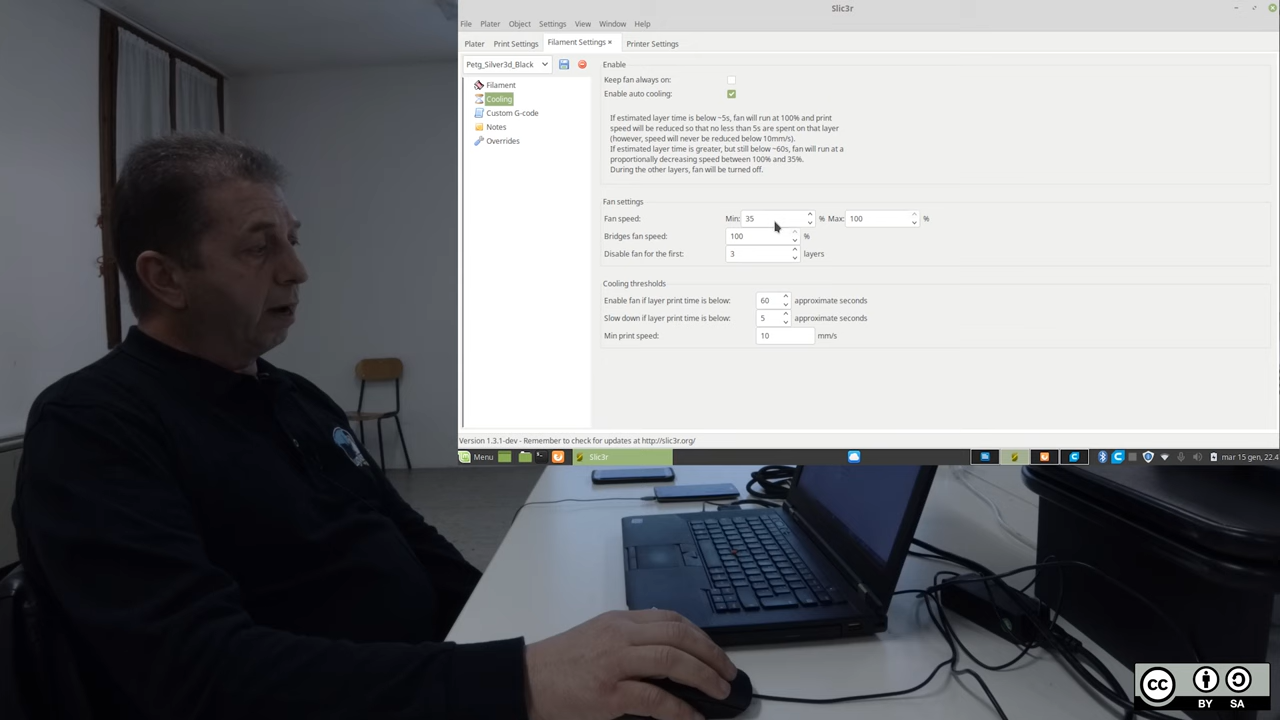 Slic3r
File Plater Object Settings View Window Help
Plater Print Settings Filament Settings Printer Settings
Petg_Silver3d_Black
Filament
Cooling
Custom G-code
Notes
Overrides
Enable
Keep fan always on:
Enable auto cooling:
If estimated layer time is below ~5s, fan will run at 100% and print
speed will be reduced so that no less than 5s are spent on that layer
(however, speed will never be reduced below 10mm/s).
If estimated layer time is greater, but still below ~60s, fan will run at a
proportionally decreasing speed between 100% and 35%.
During the other layers, fan will be turned off.
Fan settings
Fan speed: Min: 35 % Max: 100 %
Bridges fan speed: 100 %
Disable fan for the first: 3 layers
Cooling thresholds
Enable fan if layer print time is below: 60 approximate seconds
Slow down if layer print time is below: 5 approximate seconds
Min print speed: 10 mm/s
Version 1.3.1-dev - Remember to check for updates at http://slic3r.org/
Menu Slic3r mar 15 gen, 22.4
CC BY SA